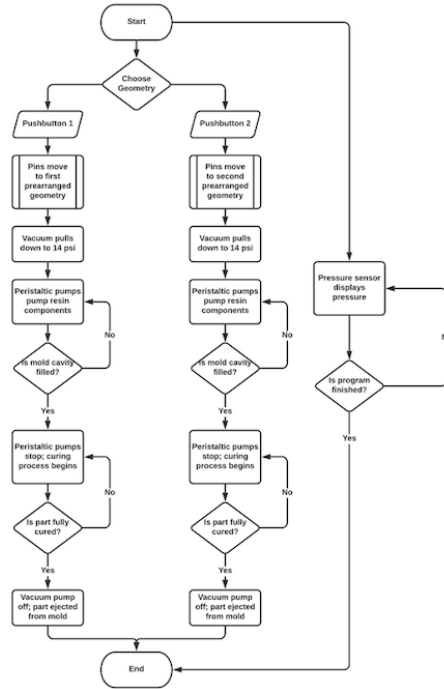 Start
Choose
Geometry
Pushbutton 1
Pushbutton 2
Pins move
to first
prearranged
geometry
Pins move
to second
prearranged
geometry
Vacuum pulls
down to 14 psi
Vacuum pulls
down to 14 psi
Pressure sensor
displays
pressure
Peristaltic pumps
pump resin
components
Peristaltic pumps
pump resin
components
No
No
Is mold cavity
filled?
Is mold cavity
filled?
Is program
finished?
Yes
Yes
Yes
Peristaltic pumps
stop; curing
process begins
Peristaltic pumps
stop; curing
process begins
No
No
Is part fully
cured?
Is part fully
cured?
Yes
Yes
Vacuum pump
off; part ejected
from mold
Vacuum pump
off; part ejected
from mold
End